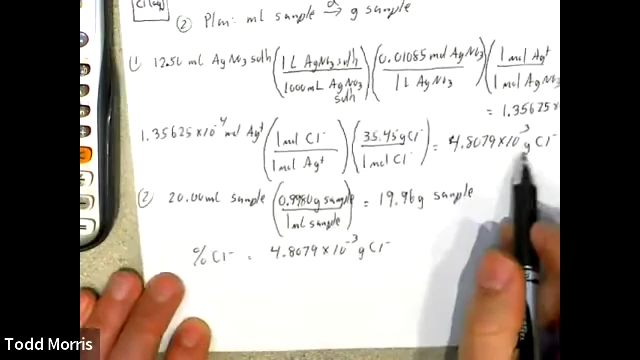 Cl⁻(aq)
② Plan: mL sample →ᵈ g sample
① 12.50 mL AgNO3 soln (1 L AgNO3 soln / 1000 mL AgNO3 soln) (0.01085 mol AgNO3 / 1 L AgNO3) (1 mol Ag⁺ / 1 mol AgNO3
= 1.35625 ×
1.35625 × 10⁻⁴ mol Ag⁺ (1 mol Cl⁻ / 1 mol Ag⁺) (35.45 g Cl⁻ / 1 mol Cl⁻) = 4.8079 × 10⁻³ g Cl⁻
② 20.00 mL sample (0.9980 g sample / 1 mL sample) = 19.96 g sample
% Cl⁻ = 4.8079 × 10⁻³ g Cl⁻
Todd Morris